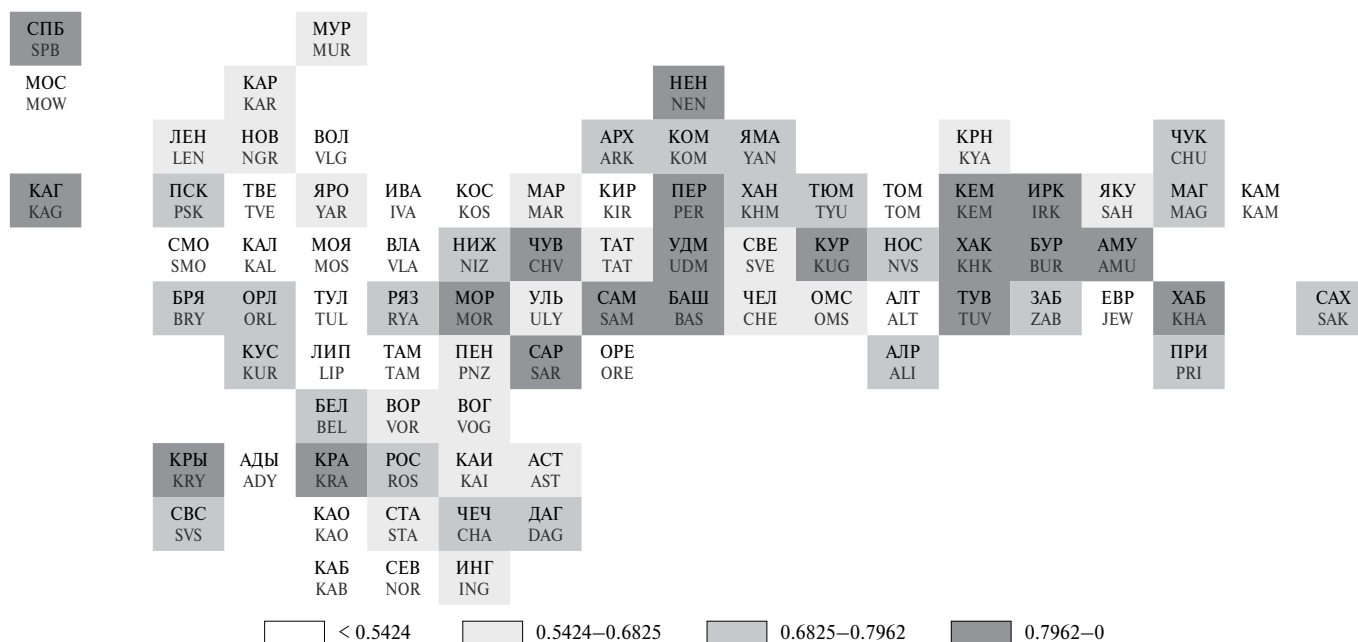 СПБ МУР
SPB MUR
МОС КАР НЕН
MOW KAR NEN
ЛЕН НОВ ВОЛ АРХ КОМ ЯМА КРН ЧУК
LEN NGR VLG ARK KOM YAN KYA CHU
КАГ ПСК ТВЕ ЯРО ИВА КОС МАР КИР ПЕР ХАН ТЮМ ТОМ КЕМ ИРК ЯКУ МАГ КАМ
KAG PSK TVE YAR IVA KOS MAR KIR PER KHM TYU TOM KEM IRK SAH MAG KAM
СМО КАЛ МОЯ ВЛА НИЖ ЧУВ ТАТ УДМ СВЕ КУР НОС ХАК БУР АМУ
SMO KAL MOS VLA NIZ CHV TAT UDM SVE KUG NVS KHK BUR AMU
БРЯ ОРЛ ТУЛ РЯЗ МОР УЛЬ САМ БАШ ЧЕЛ ОМС АЛТ ТУВ ЗАБ ЕВР ХАБ САХ
BRY ORL TUL RYA MOR ULY SAM BAS CHE OMS ALT TUV ZAB JEW KHA SAK
КУС ЛИП ТАМ ПЕН САР ОРЕ АЛР ПРИ
KUR LIP TAM PNZ SAR ORE ALI PRI
БЕЛ ВОР ВОГ
BEL VOR VOG
КРЫ АДЫ КРА РОС КАИ АСТ
KRY ADY KRA ROS KAI AST
СВС КАО СТА ЧЕЧ ДАГ
SVS KAO STA CHA DAG
КАБ СЕВ ИНГ
KAB NOR ING
< 0.5424 0.5424–0.6825 0.6825–0.7962 0.7962–0